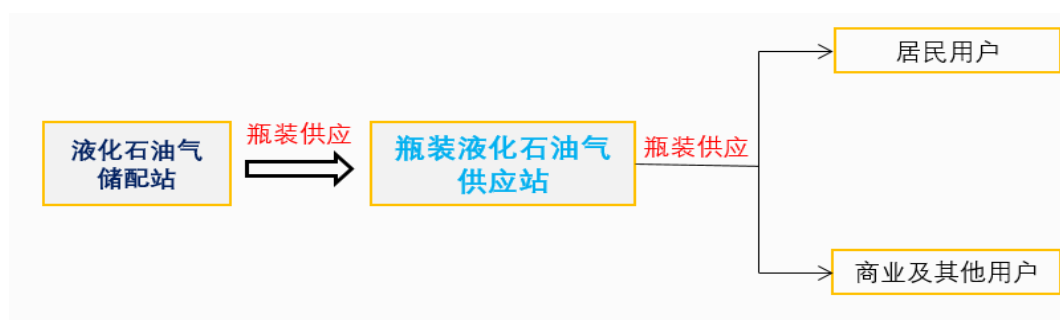 居民用户
液化石油气
储配站
瓶装供应
瓶装液化石油气
供应站
瓶装供应
商业及其他用户